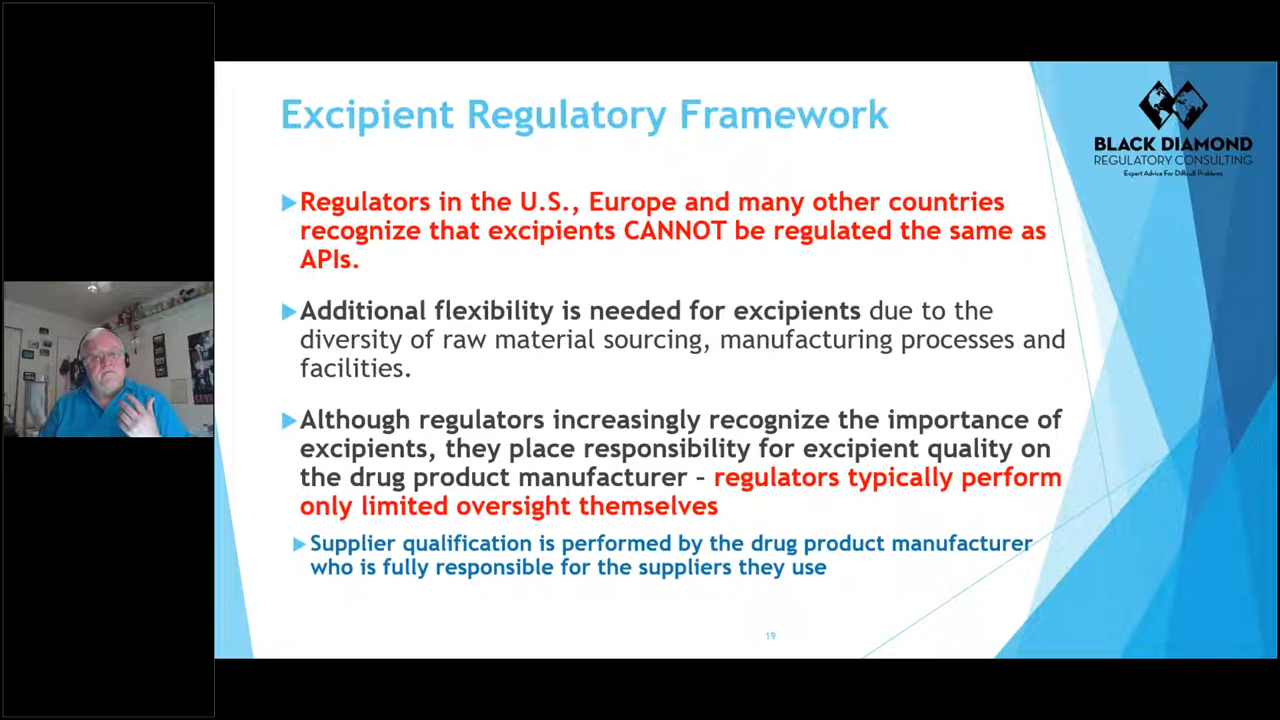 Excipient Regulatory Framework
BLACK DIAMOND
REGULATORY CONSULTING
Expert Advice For Difficult Problems
Regulators in the U.S., Europe and many other countries
recognize that excipients CANNOT be regulated the same as
APIs.
Additional flexibility is needed for excipients due to the
diversity of raw material sourcing, manufacturing processes and
facilities.
Although regulators increasingly recognize the importance of
excipients, they place responsibility for excipient quality on
the drug product manufacturer – regulators typically perform
only limited oversight themselves
Supplier qualification is performed by the drug product manufacturer
who is fully responsible for the suppliers they use
19